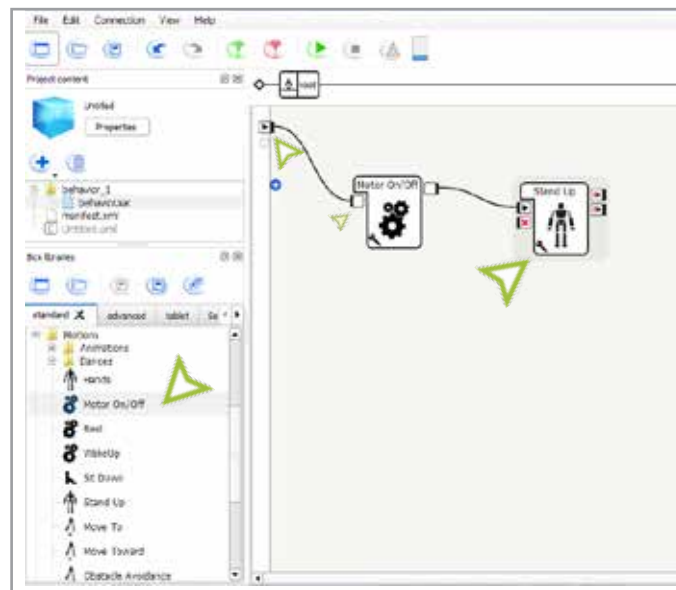 File Edit Connection View Help
Project content
root
Untitled
Properties
behavior_1
behavior.xar
manifest.xml
Untitled.pml
Motor On/Off
Stand Up
Box libraries
standard
advanced
tablet
Motions
Animations
Dances
Hands
Motor On/Off
Rest
WakeUp
Sit Down
Stand Up
Move To
Move Toward
Obstacle Avoidance